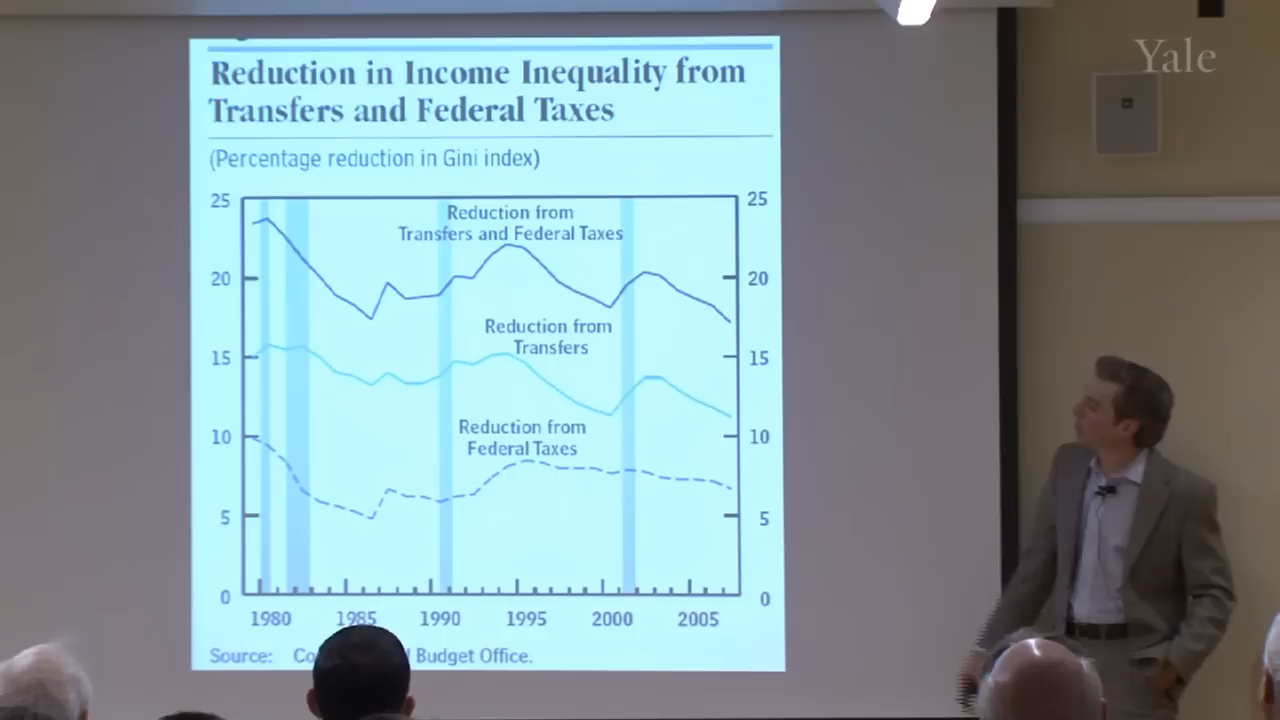 Yale
Reduction in Income Inequality from
Transfers and Federal Taxes
(Percentage reduction in Gini index)
25 25
Reduction from
Transfers and Federal Taxes
20 20
Reduction from
Transfers
15 15
Reduction from
Federal Taxes
10 10
5 5
0 0
1980 1985 1990 1995 2000 2005
Source: Budget Office.